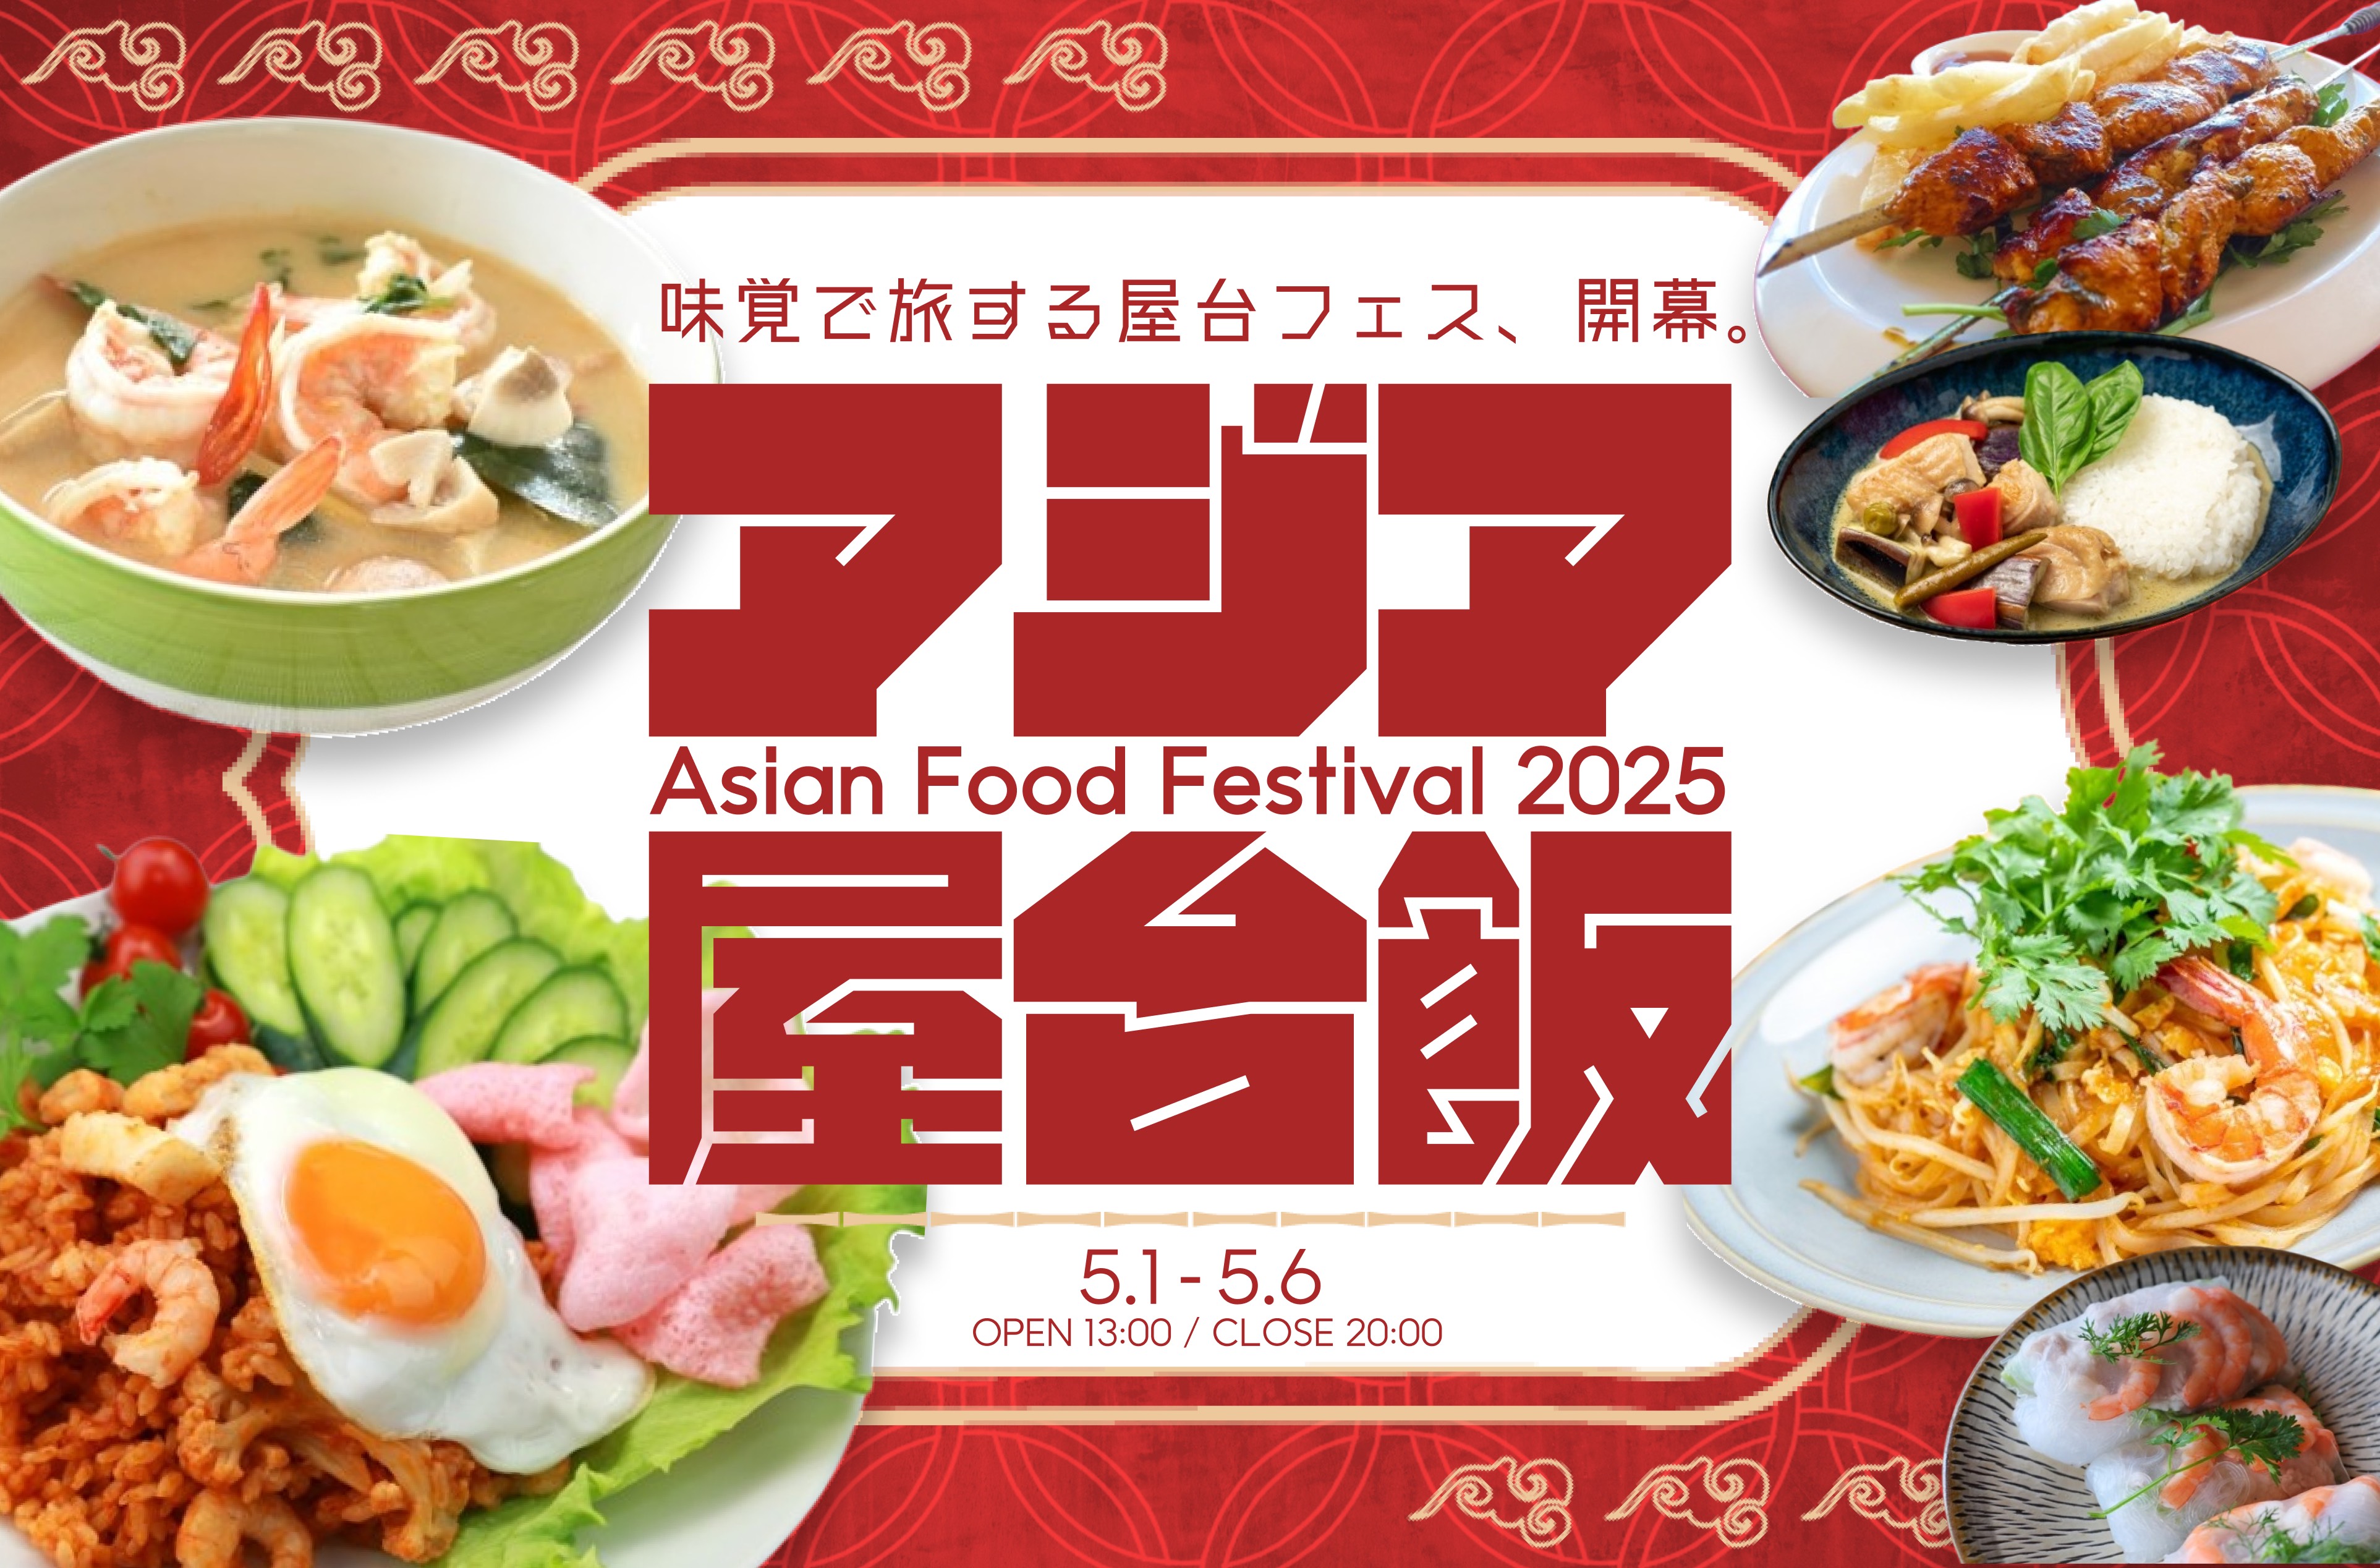 味覚で旅する屋台フェス、開幕。
アジア
Asian Food Festival 2025
屋台飯
5.1 - 5.6
OPEN 13:00 / CLOSE 20:00